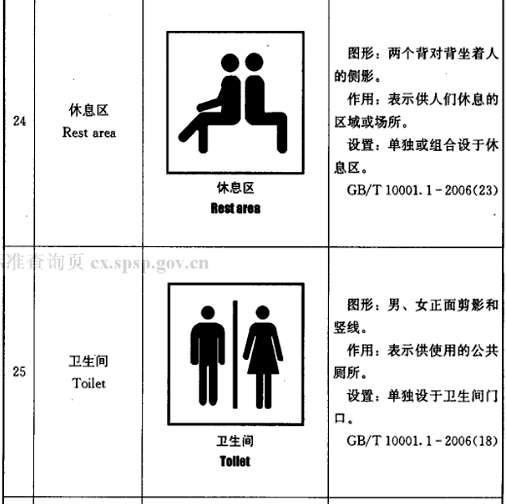 24
休息区
Rest area
休息区
Rest area
图形：两个背对背坐着人
的侧影。
作用：表示供人们休息的
区域或场所。
设置：单独或组合设于休
息区。
GB/T 10001.1－2006(23)
准查询页 cx.spsp.gov.cn
25
卫生间
Toilet
卫生间
Toilet
图形：男、女正面剪影和
竖线。
作用：表示供使用的公共
厕所。
设置：单独设于卫生间门
口。
GB/T 10001.1－2006(18)